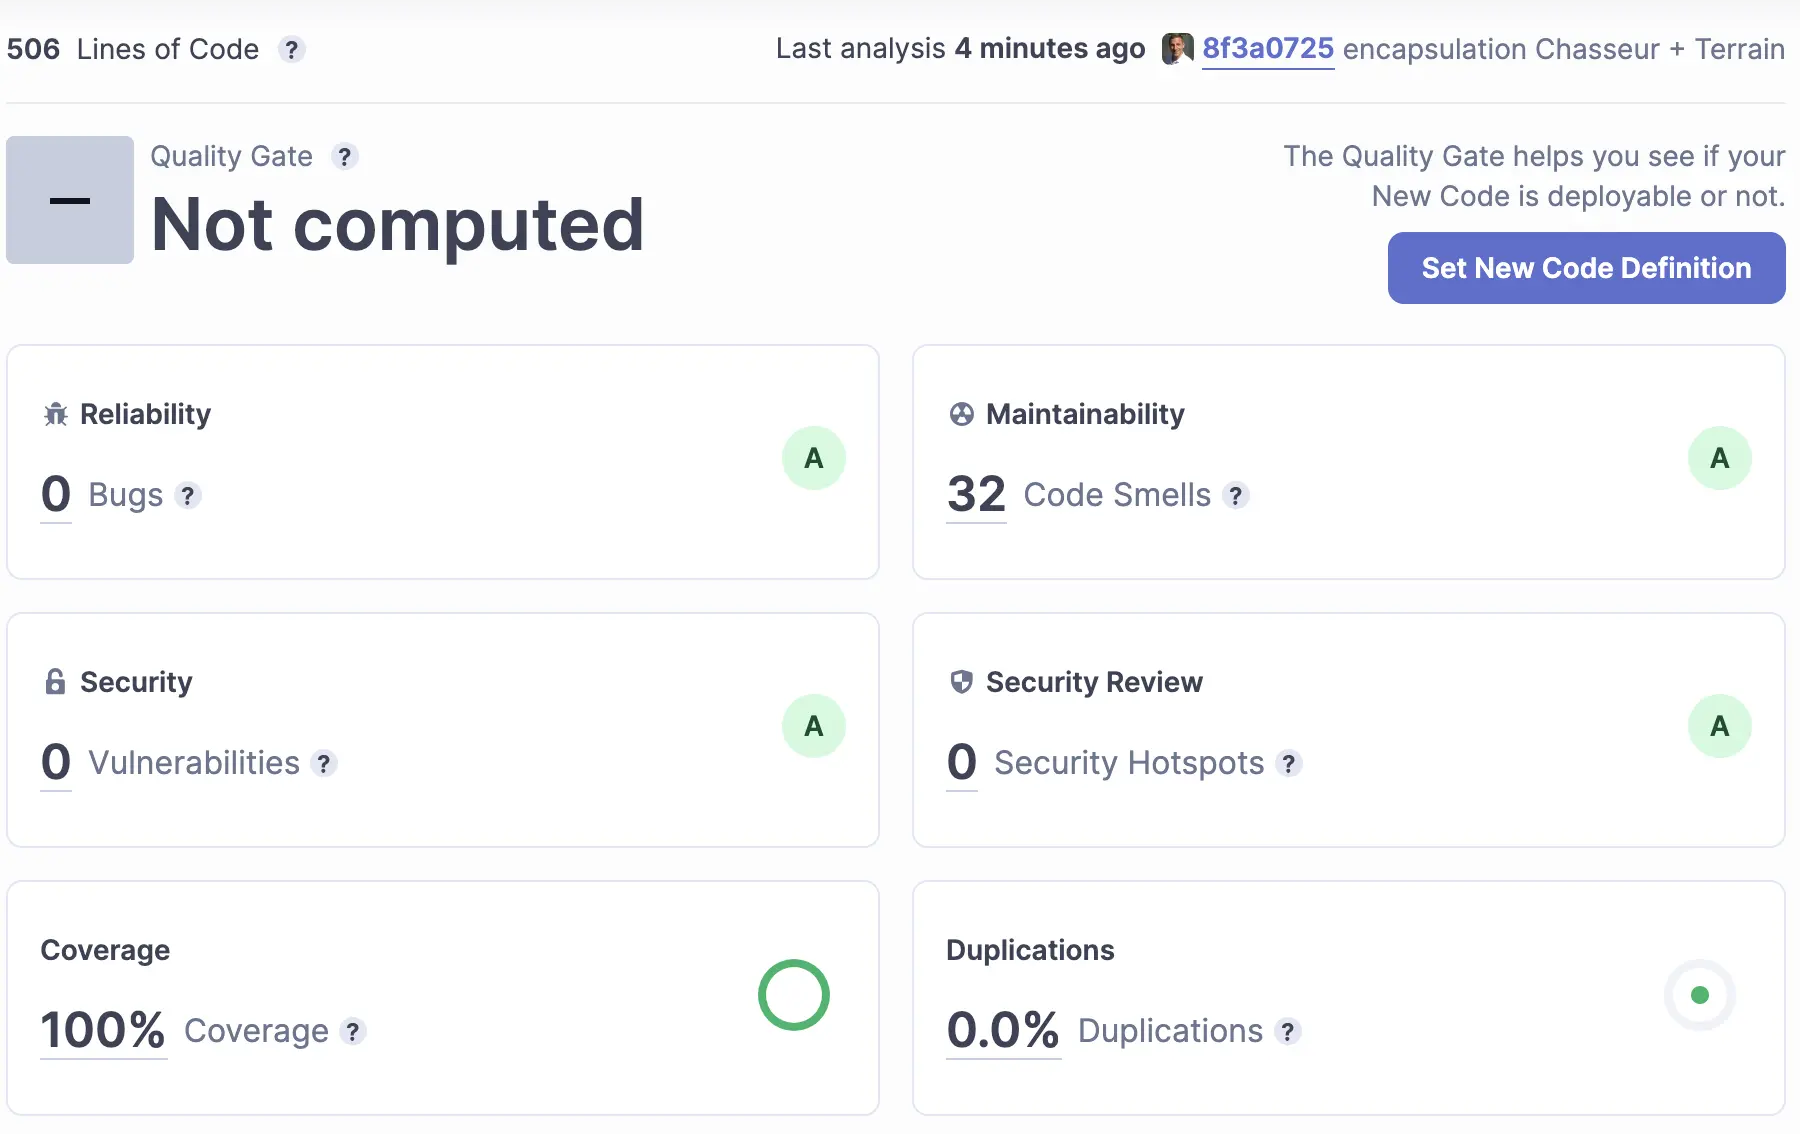 506 Lines of Code ?
Last analysis 4 minutes ago 8f3a0725 encapsulation Chasseur + Terrain
Quality Gate ?
Not computed
The Quality Gate helps you see if your
New Code is deployable or not.
Set New Code Definition
Reliability
0 Bugs ?
A
Maintainability
32 Code Smells ?
A
Security
0 Vulnerabilities ?
A
Security Review
0 Security Hotspots ?
A
Coverage
100% Coverage ?
Duplications
0.0% Duplications ?